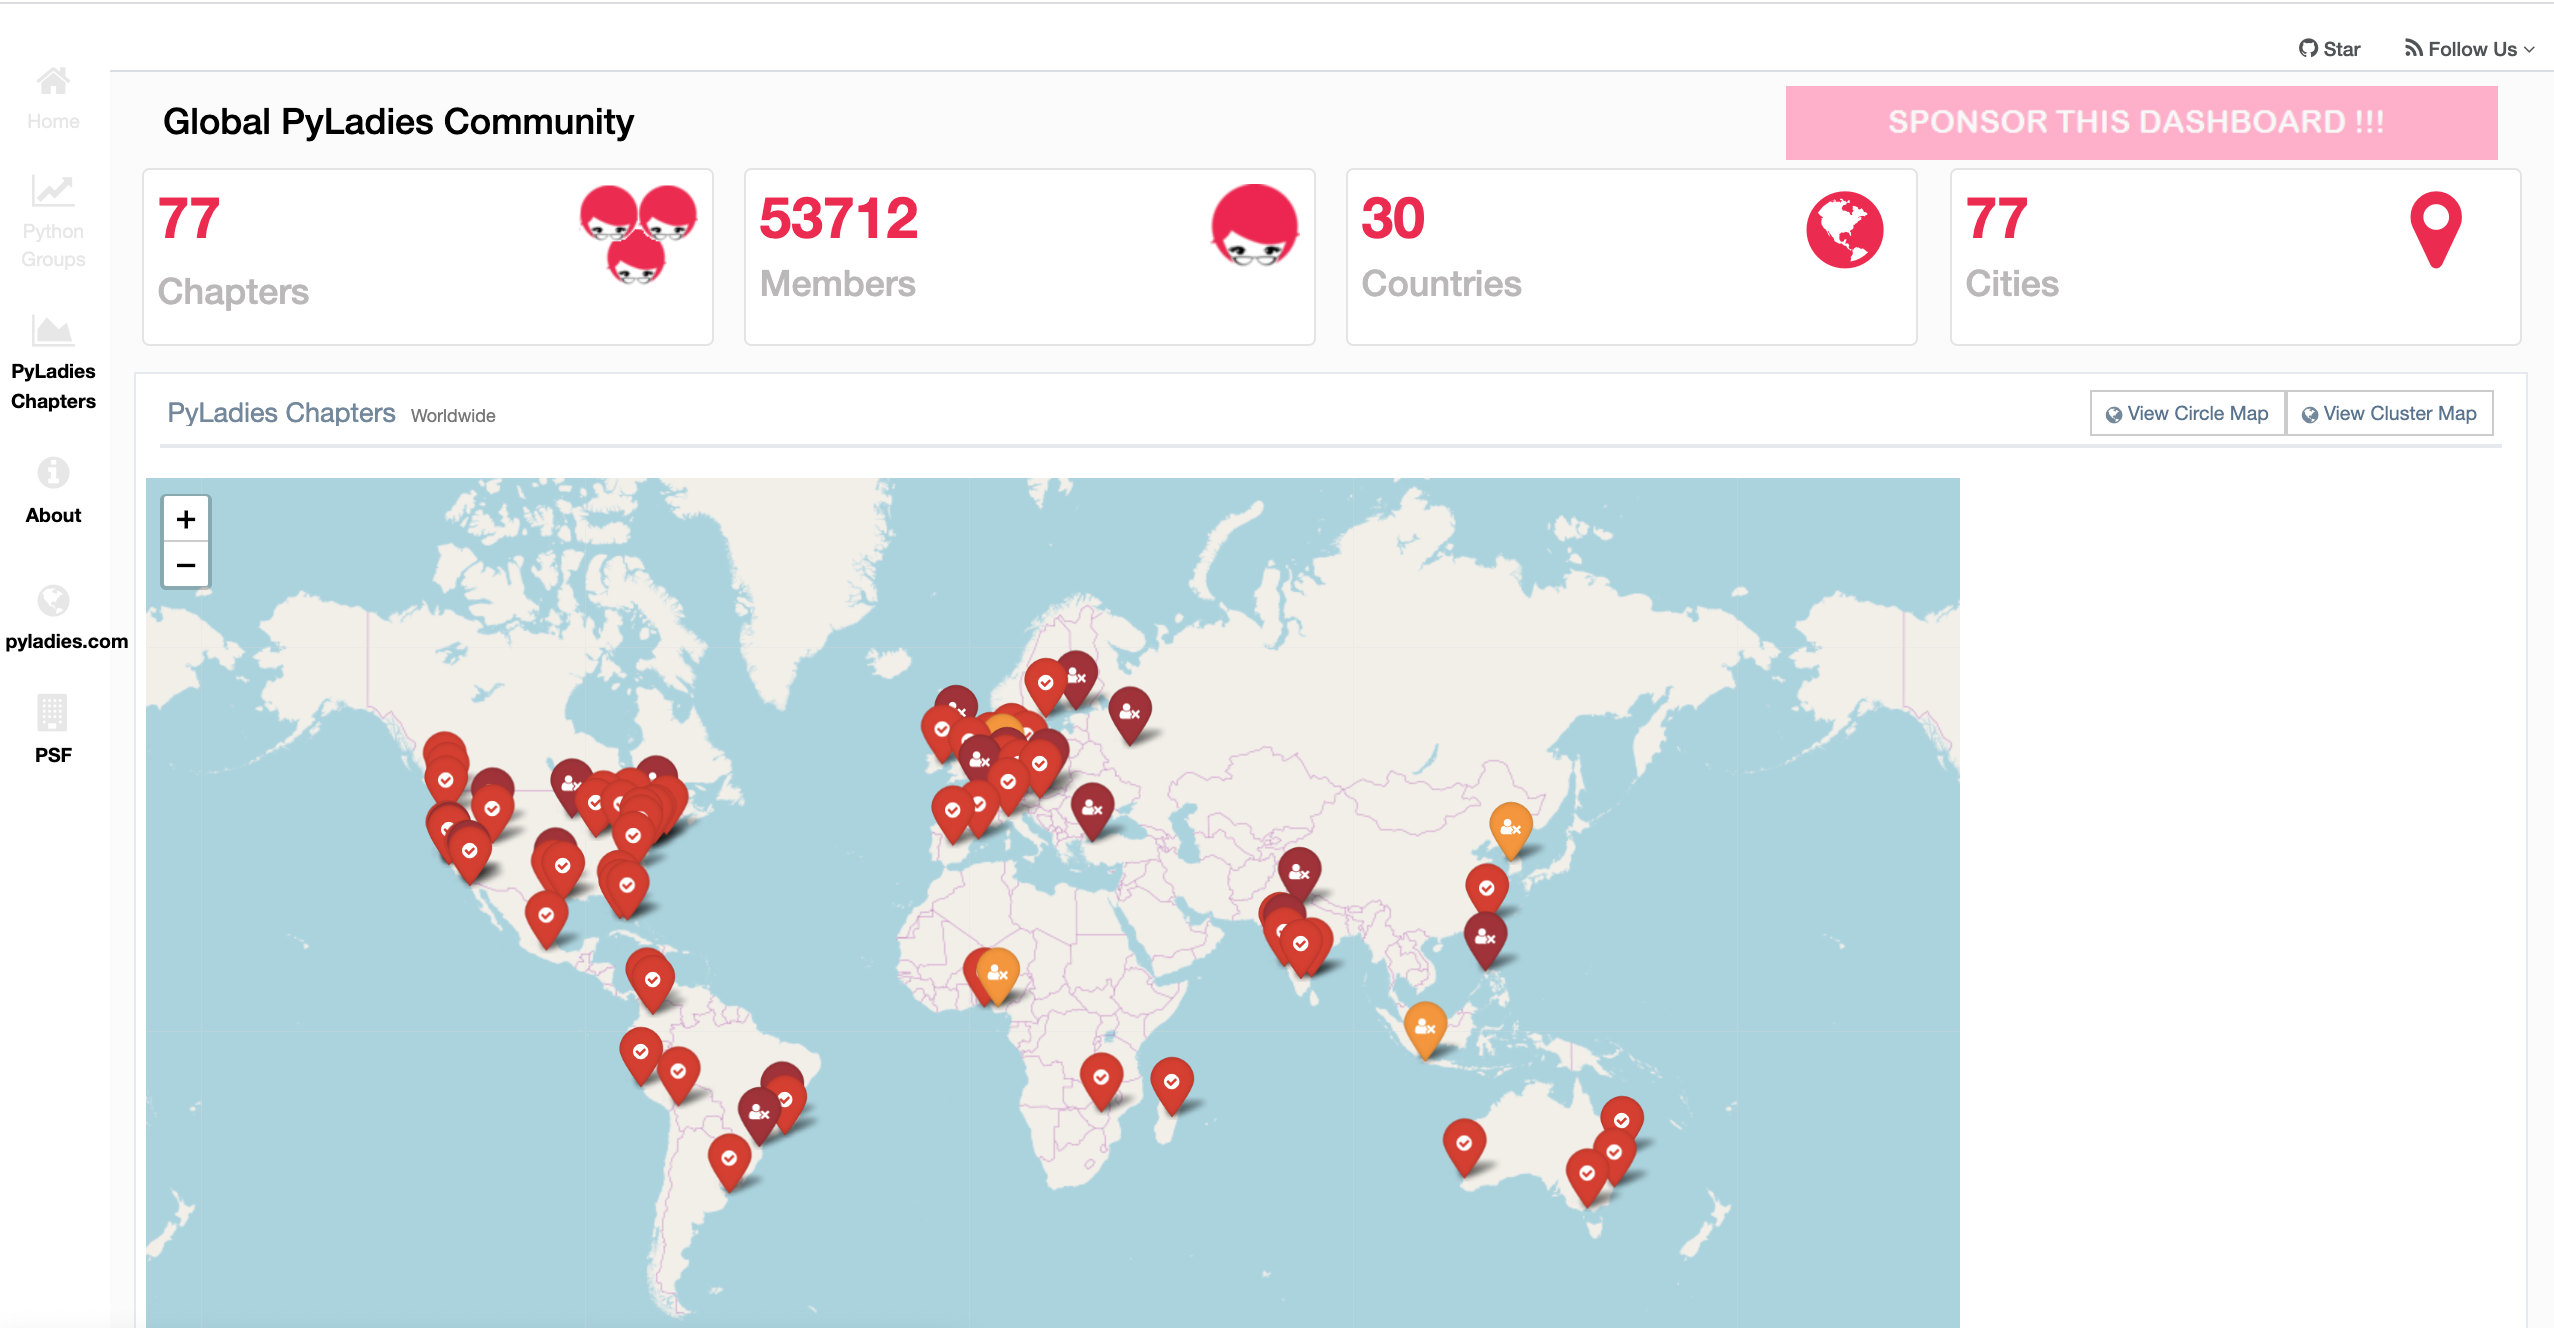 Star
Follow Us
Home
Python
Groups
PyLadies
Chapters
About
pyladies.com
PSF
Global PyLadies Community
SPONSOR THIS DASHBOARD !!!
77
Chapters
53712
Members
30
Countries
77
Cities
PyLadies Chapters Worldwide
View Circle Map
View Cluster Map
+
−